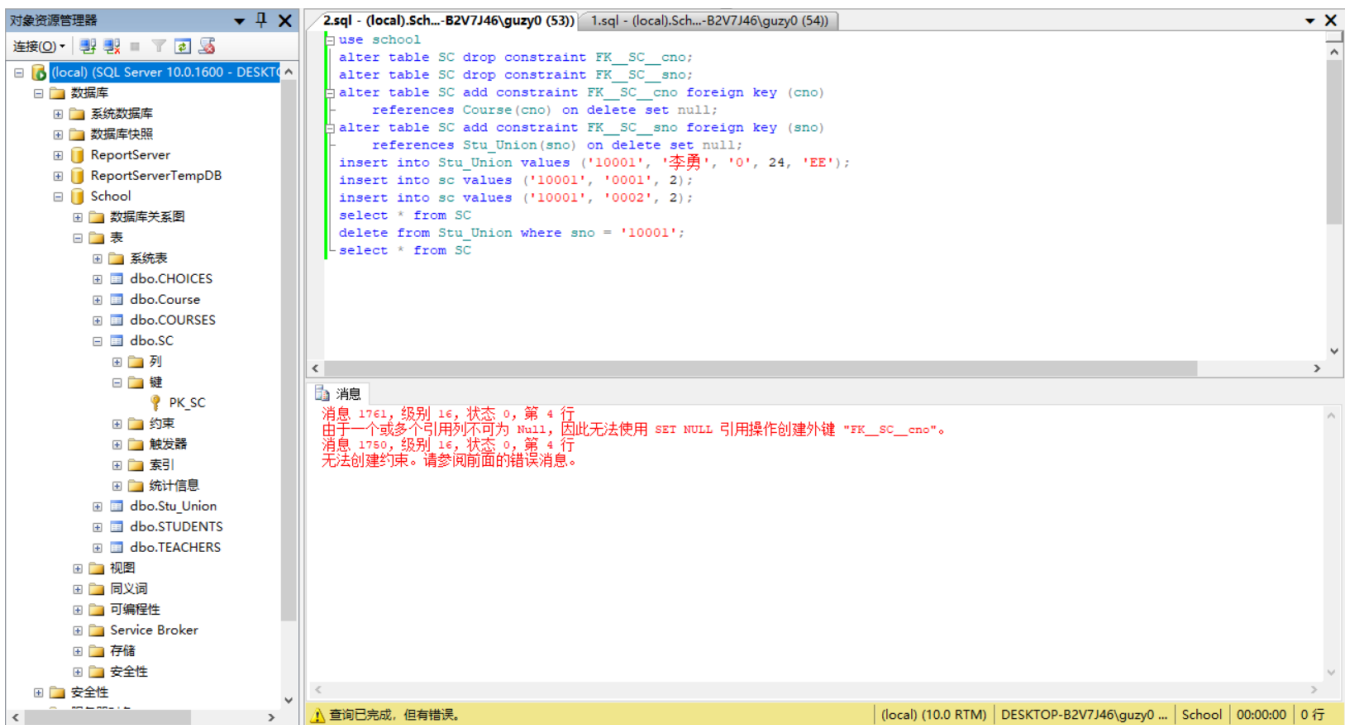 对象资源管理器
连接(O)
(local) (SQL Server 10.0.1600 - DESKT
数据库
系统数据库
数据库快照
ReportServer
ReportServerTempDB
School
数据库关系图
表
系统表
dbo.CHOICES
dbo.Course
dbo.COURSES
dbo.SC
列
键
PK_SC
约束
触发器
索引
统计信息
dbo.Stu_Union
dbo.STUDENTS
dbo.TEACHERS
视图
同义词
可编程性
Service Broker
存储
安全性
安全性
2.sql - (local).Sch...-B2V7J46\guzy0 (53)) 1.sql - (local).Sch...-B2V7J46\guzy0 (54))
use school
alter table SC drop constraint FK__SC__cno;
alter table SC drop constraint FK__SC__sno;
alter table SC add constraint FK__SC__cno foreign key (cno)
references Course(cno) on delete set null;
alter table SC add constraint FK__SC__sno foreign key (sno)
references Stu_Union(sno) on delete set null;
insert into Stu_Union values ('10001', '李勇', '0', 24, 'EE');
insert into sc values ('10001', '0001', 2);
insert into sc values ('10001', '0002', 2);
select * from SC
delete from Stu_Union where sno = '10001';
select * from SC
消息
消息 1761，级别 16，状态 0，第 4 行
由于一个或多个引用列不可为 Null，因此无法使用 SET NULL 引用操作创建外键 "FK__SC__cno"。
消息 1750，级别 16，状态 0，第 4 行
无法创建约束。请参阅前面的错误消息。
查询已完成，但有错误。 (local) (10.0 RTM) DESKTOP-B2V7J46\guzy0 ... School 00:00:00 0 行